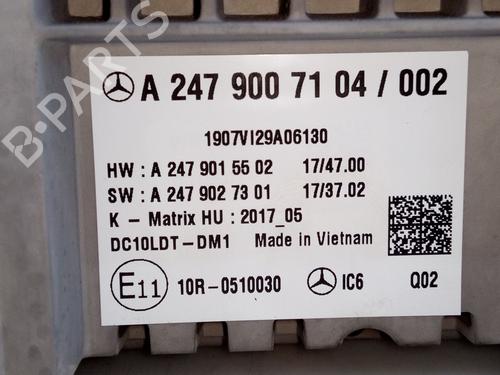 A 247 900 71 04 / 002
1907VI29A06130
HW : A 247 901 55 02 17/47.00
SW : A 247 902 73 01 17/37.02
K - Matrix HU : 2017_05
DC10LDT-DM1 Made in Vietnam
E11 10R-0510030 IC6 Q02
B-PARTS